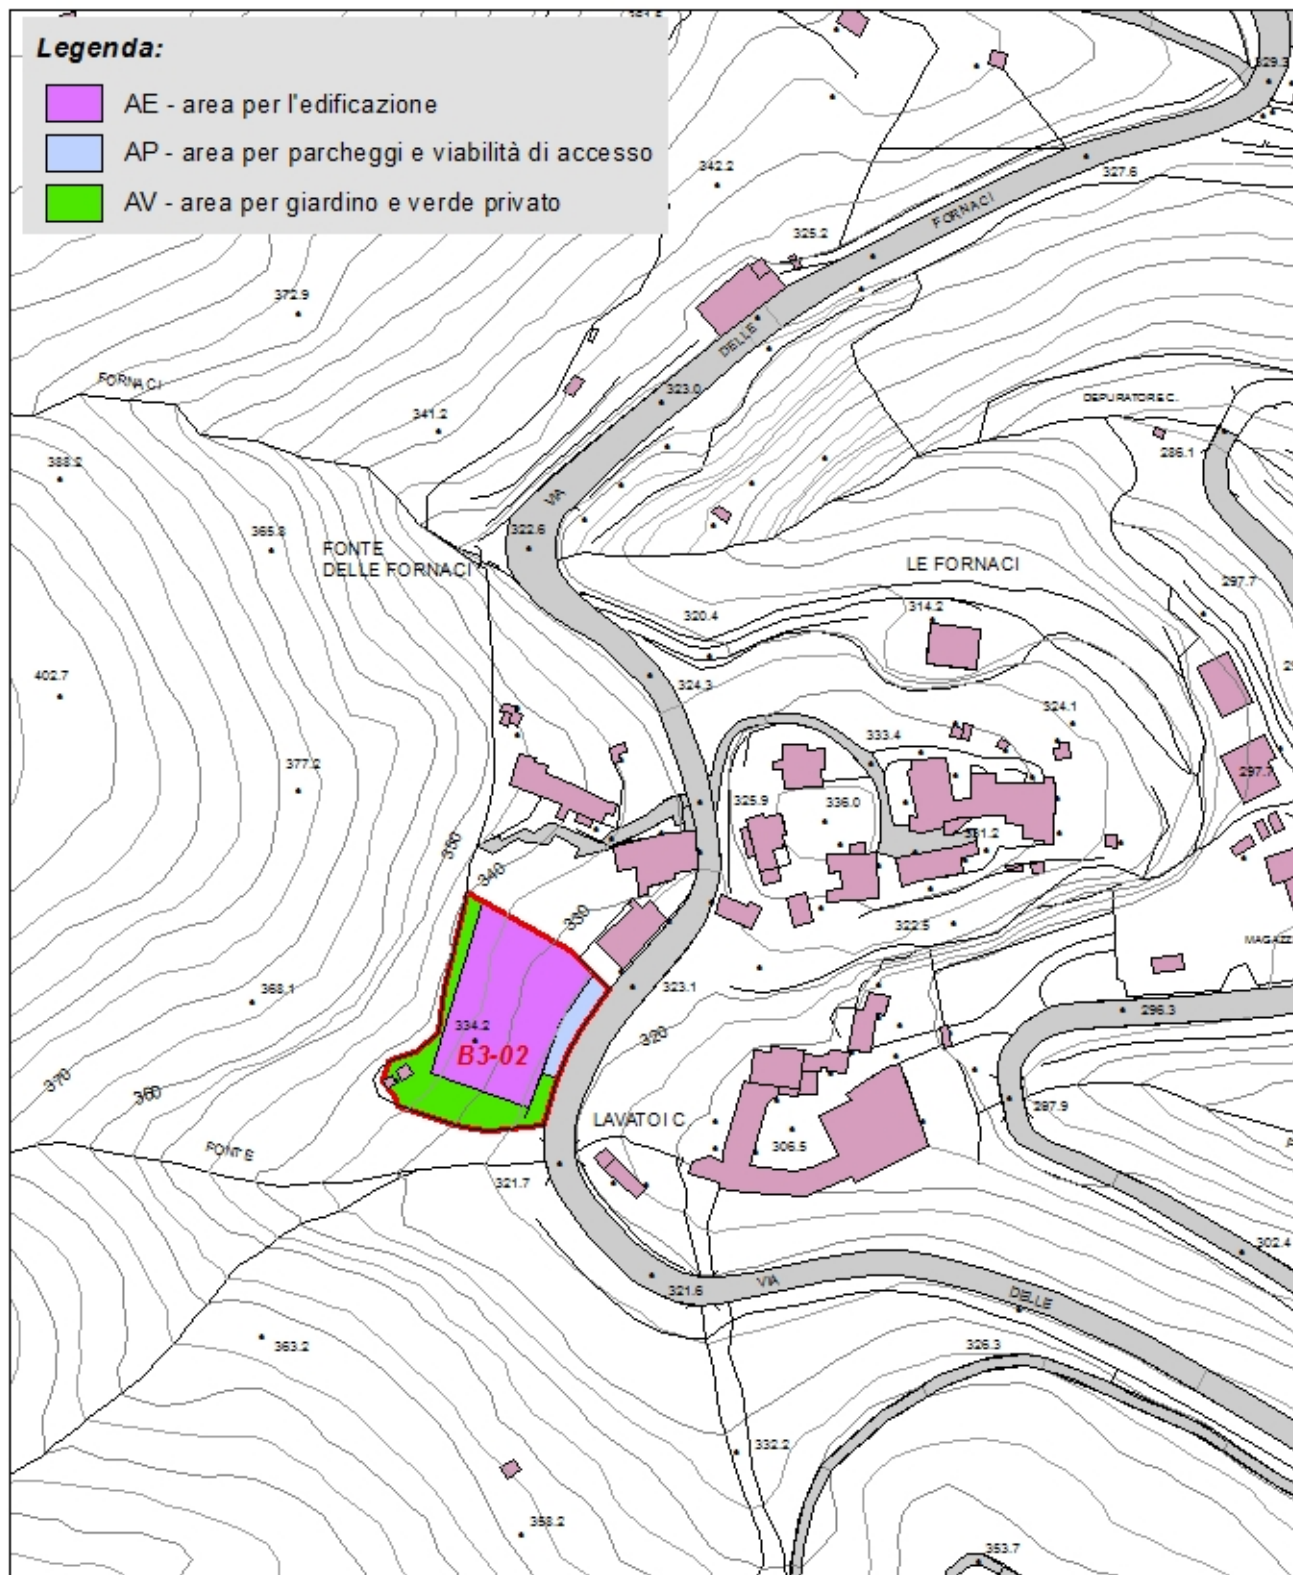 Legenda:
AE - area per l'edificazione
AP - area per parcheggi e viabilità di accesso
AV - area per giardino e verde privato
329.3
342.2
327.6
FORNACI
325.2
372.9
DELLE
FORNACI
323.0
341.2
DEPURATORE C.
388.2
286.1
VIA
365.8
322.6
FONTE
DELLE FORNACI
LE FORNACI
297.7
320.4
314.2
402.7
324.3
324.1
333.4
377.2
297.7
325.9
336.0
331.2
350
340
330
322.5
MAGAZZ
368.1
323.1
296.3
334.2
320
B3-02
370
360
297.9
LAVATOI C
306.5
FONTE
321.7
302.4
321.6
VIA
DELLE
363.2
326.3
332.2
358.2
353.7